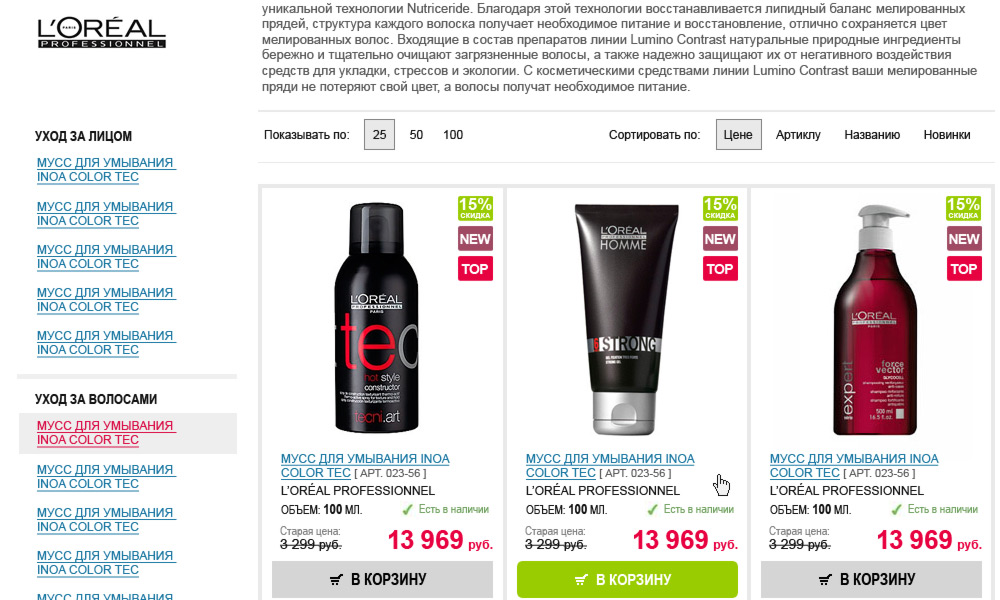 уникальной технологии Nutriceride. Благодаря этой технологии восстанавливается липидный баланс мелированных
прядей, структура каждого волоска получает необходимое питание и восстановление, отлично сохраняется цвет
мелированных волос. Входящие в состав препаратов линии Lumino Contrast натуральные природные ингредиенты
бережно и тщательно очищают загрязненные волосы, а также надежно защищают их от негативного воздействия
средств для укладки, стрессов и экологии. С косметическими средствами линии Lumino Contrast ваши мелированные
пряди не потеряют свой цвет, а волосы получат необходимое питание.
L'ORÉAL
PARIS
PROFESSIONNEL
УХОД ЗА ЛИЦОМ
МУСС ДЛЯ УМЫВАНИЯ
INOA COLOR TEC
МУСС ДЛЯ УМЫВАНИЯ
INOA COLOR TEC
МУСС ДЛЯ УМЫВАНИЯ
INOA COLOR TEC
МУСС ДЛЯ УМЫВАНИЯ
INOA COLOR TEC
МУСС ДЛЯ УМЫВАНИЯ
INOA COLOR TEC
УХОД ЗА ВОЛОСАМИ
МУСС ДЛЯ УМЫВАНИЯ
INOA COLOR TEC
МУСС ДЛЯ УМЫВАНИЯ
INOA COLOR TEC
МУСС ДЛЯ УМЫВАНИЯ
INOA COLOR TEC
МУСС ДЛЯ УМЫВАНИЯ
INOA COLOR TEC
МУСС ДЛЯ УМЫВАНИЯ
Показывать по: 25 50 100
Сортировать по: Цене Артиклу Названию Новинки
15%
СКИДКА
NEW
TOP
L'ORÉAL
PROFESSIONNEL
PARIS
tec
hot style
constructor
tecni.art
МУСС ДЛЯ УМЫВАНИЯ INOA
COLOR TEC [ АРТ. 023-56 ]
L'ORÉAL PROFESSIONNEL
ОБЪЕМ: 100 МЛ. Есть в наличии
Старая цена:
3 299 руб. 13 969 руб.
В КОРЗИНУ
15%
СКИДКА
NEW
TOP
L'ORÉAL
PROFESSIONNEL
HOMME
STRONG
МУСС ДЛЯ УМЫВАНИЯ INOA
COLOR TEC [ АРТ. 023-56 ]
L'ORÉAL PROFESSIONNEL
ОБЪЕМ: 100 МЛ. Есть в наличии
Старая цена:
3 299 руб. 13 969 руб.
В КОРЗИНУ
15%
СКИДКА
NEW
TOP
L'ORÉAL
PROFESSIONNEL
PARIS
expert
force
vector
GLYCOCELL
500 ml
МУСС ДЛЯ УМЫВАНИЯ INOA
COLOR TEC [ АРТ. 023-56 ]
L'ORÉAL PROFESSIONNEL
ОБЪЕМ: 100 МЛ. Есть в наличии
Старая цена:
3 299 руб. 13 969 руб.
В КОРЗИНУ